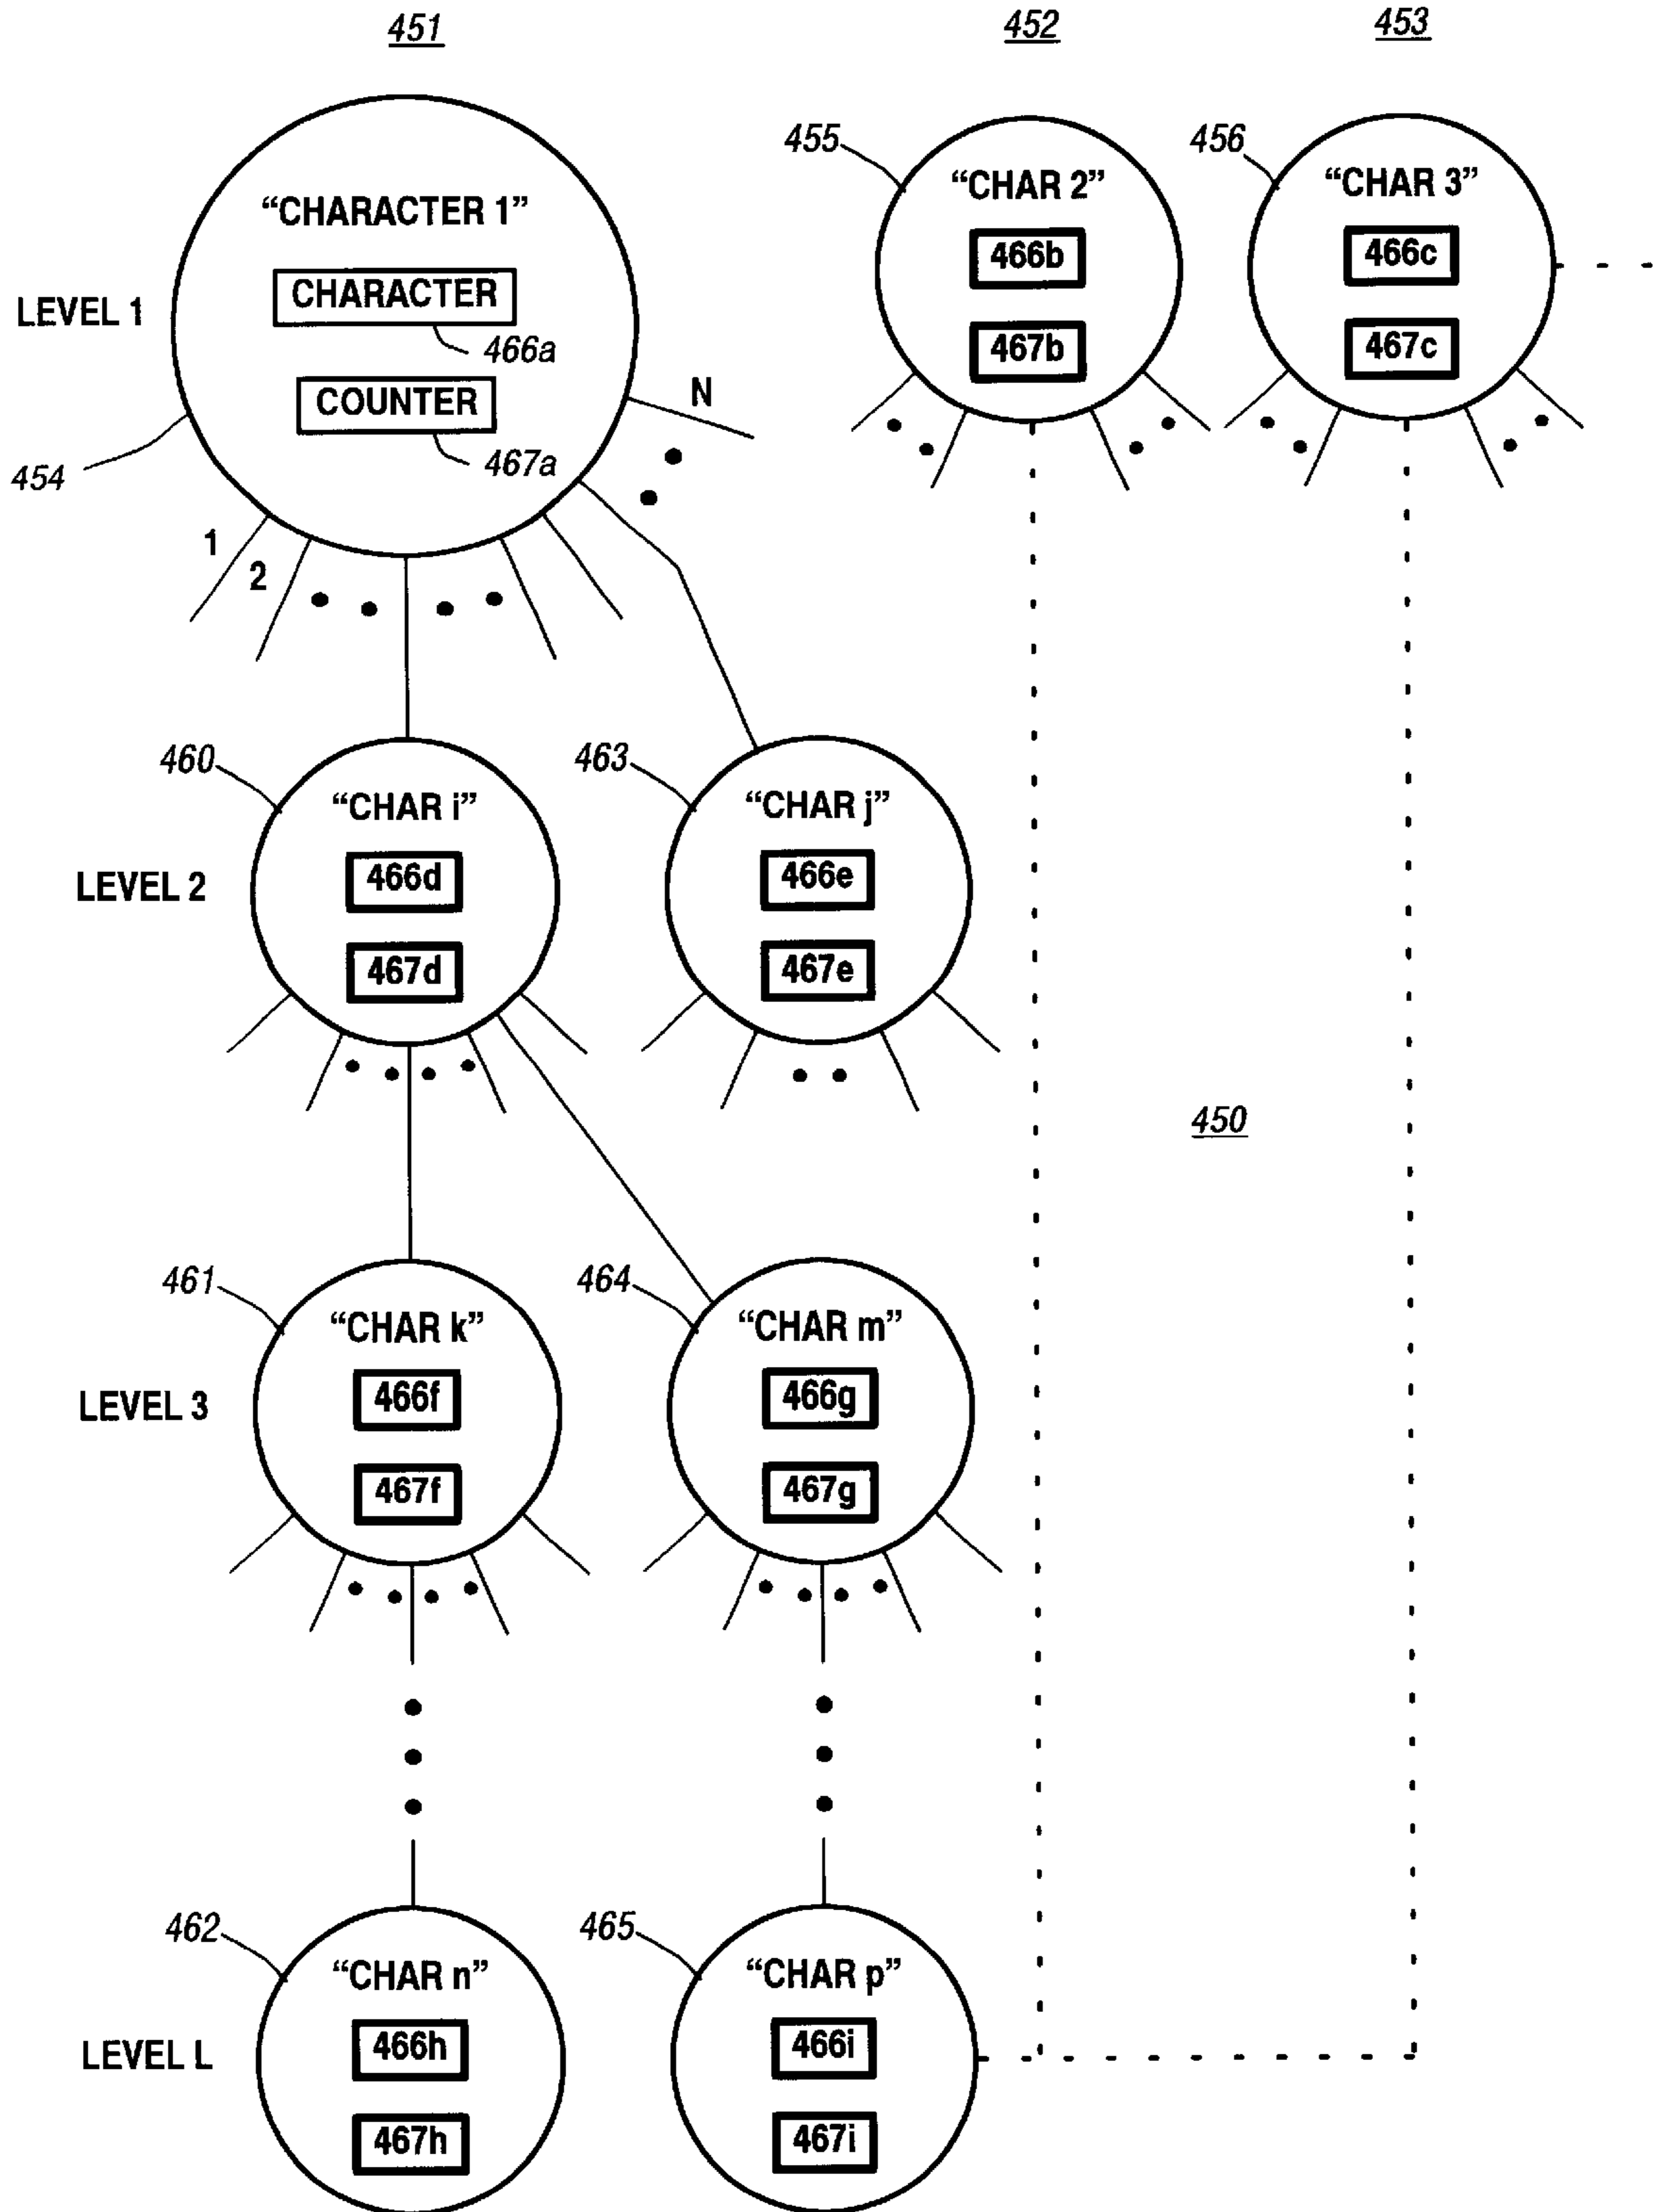 451
452
453
454
"CHARACTER 1"
CHARACTER
466a
COUNTER
467a
LEVEL 1
1
2
N
455
"CHAR 2"
466b
467b
456
"CHAR 3"
466c
467c
LEVEL 2
460
"CHAR i"
466d
467d
463
"CHAR j"
466e
467e
450
LEVEL 3
461
"CHAR k"
466f
467f
464
"CHAR m"
466g
467g
LEVEL L
462
"CHAR n"
466h
467h
465
"CHAR p"
466i
467i